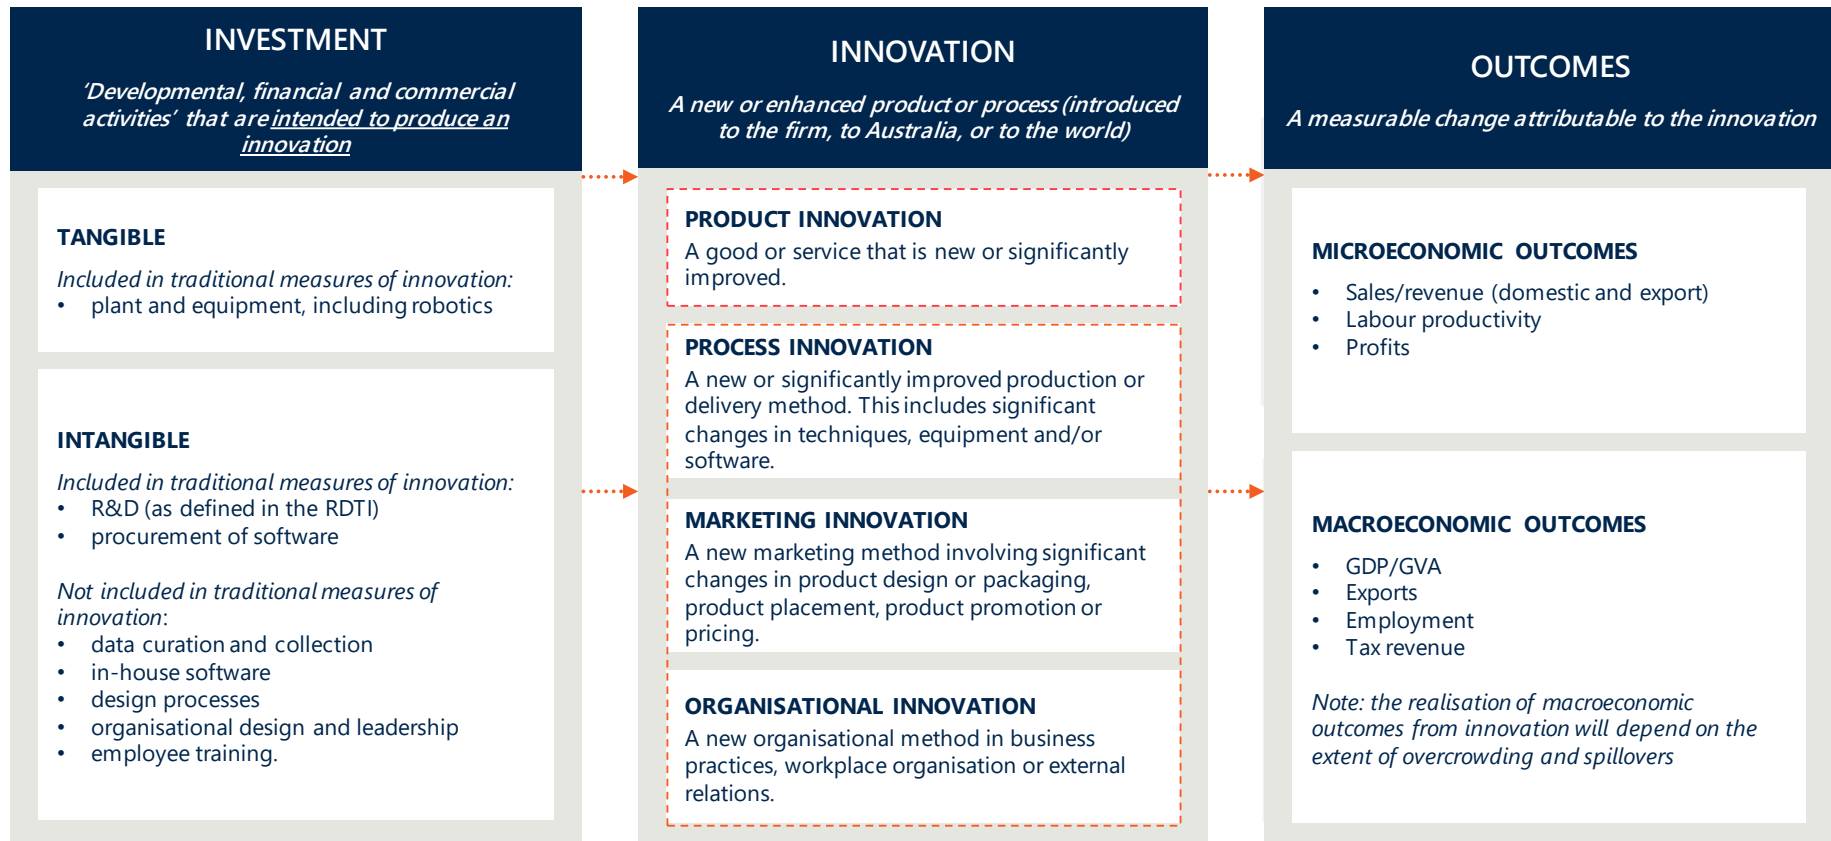 INVESTMENT
‘Developmental, financial and commercial
activities’ that are intended to produce an
innovation
TANGIBLE
Included in traditional measures of innovation:
• plant and equipment, including robotics
INTANGIBLE
Included in traditional measures of innovation:
• R&D (as defined in the RDTI)
• procurement of software
Not included in traditional measures of
innovation:
• data curation and collection
• in-house software
• design processes
• organisational design and leadership
• employee training.
INNOVATION
A new or enhanced product or process (introduced
to the firm, to Australia, or to the world)
PRODUCT INNOVATION
A good or service that is new or significantly
improved.
PROCESS INNOVATION
A new or significantly improved production or
delivery method. This includes significant
changes in techniques, equipment and/or
software.
MARKETING INNOVATION
A new marketing method involving significant
changes in product design or packaging,
product placement, product promotion or
pricing.
ORGANISATIONAL INNOVATION
A new organisational method in business
practices, workplace organisation or external
relations.
OUTCOMES
A measurable change attributable to the innovation
MICROECONOMIC OUTCOMES
• Sales/revenue (domestic and export)
• Labour productivity
• Profits
MACROECONOMIC OUTCOMES
• GDP/GVA
• Exports
• Employment
• Tax revenue
Note: the realisation of macroeconomic
outcomes from innovation will depend on the
extent of overcrowding and spillovers